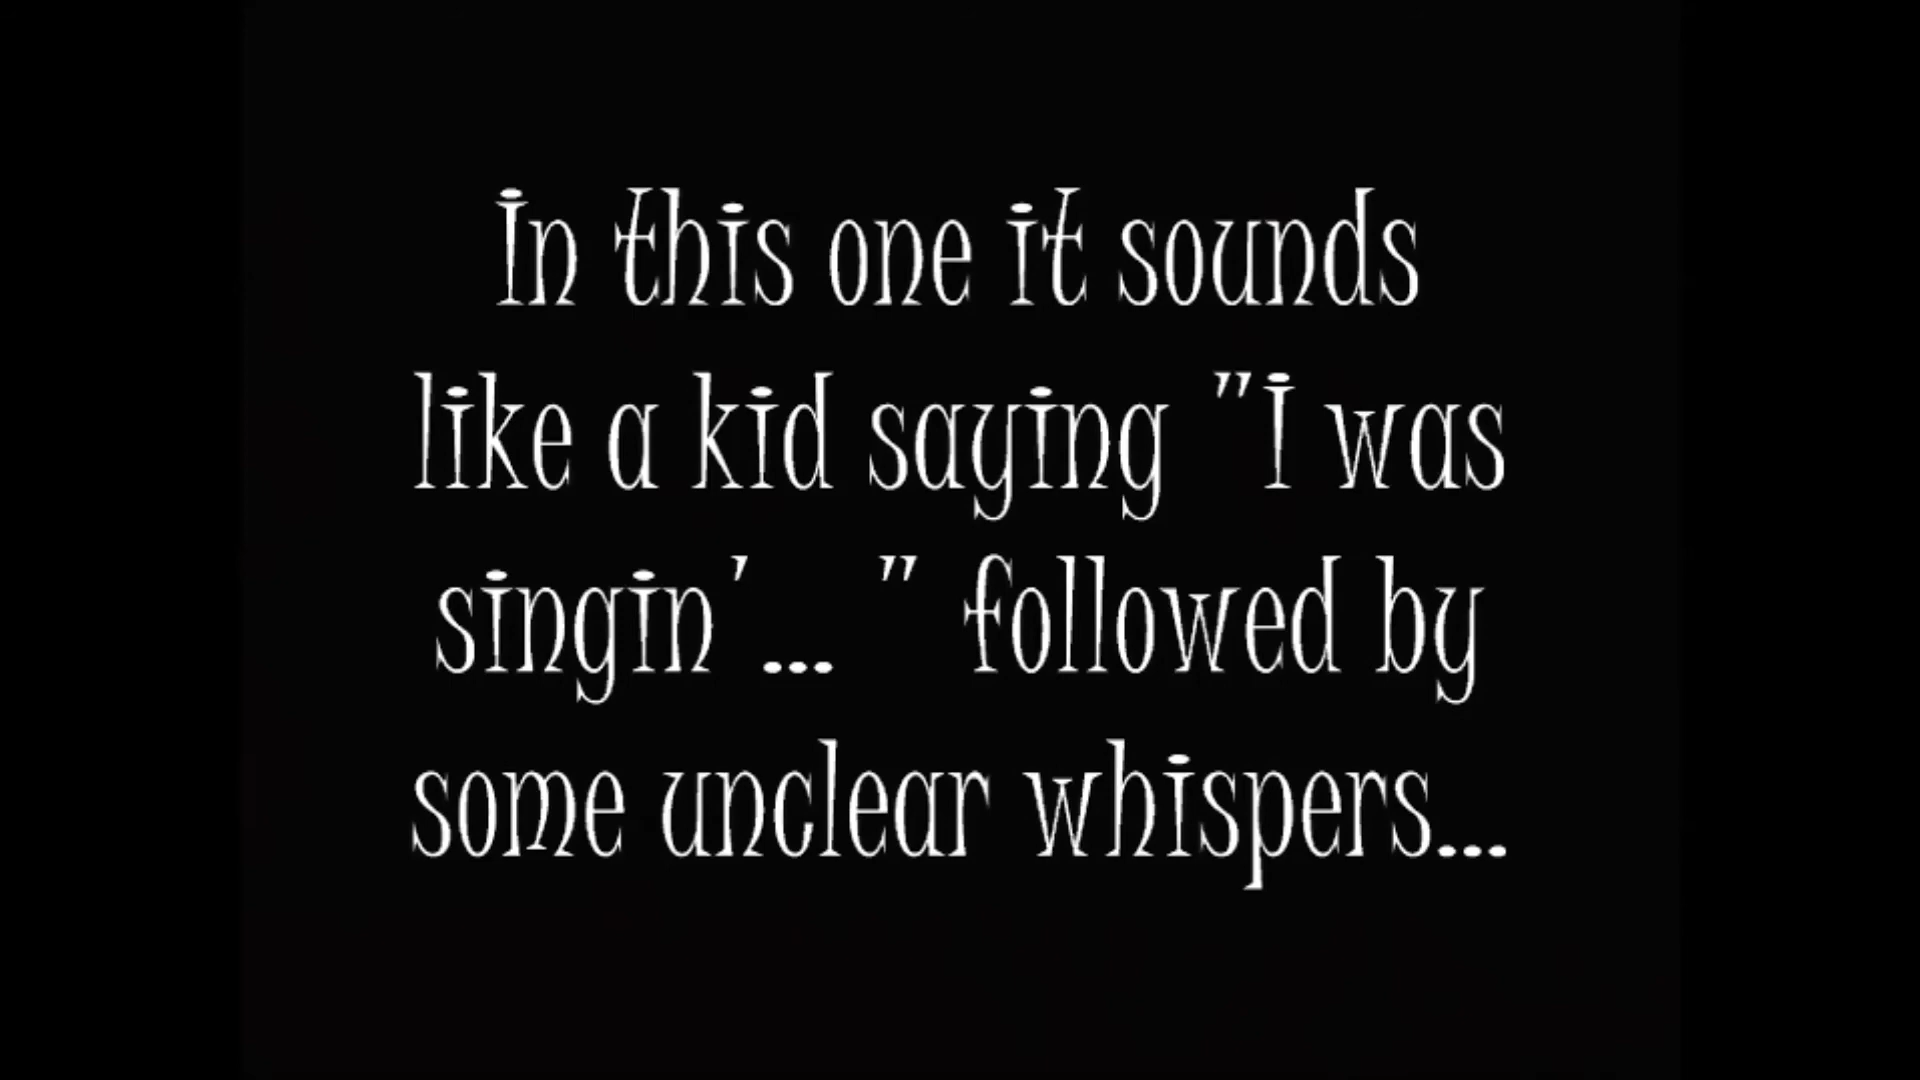 In this one it sounds
like a kid saying "I was
singin'... " followed by
some unclear whispers...